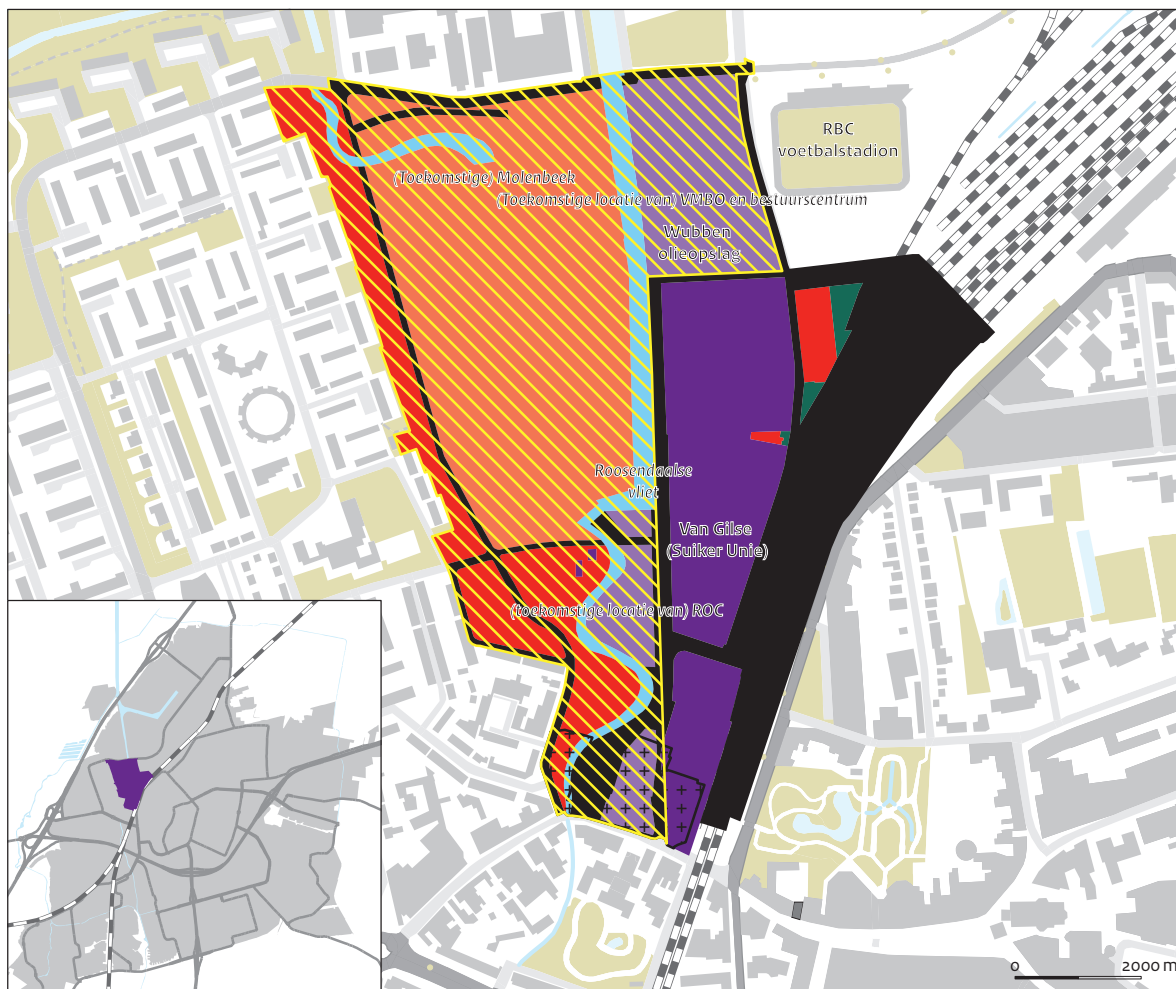 RBC
voetbalstadion
(Toekomstige) Molenbeek
(Toekomstige locatie van) VMBO en bestuurscentrum
Wubben
olieopslag
Roosendaalse
vliet
Van Gilse
(Suiker Unie)
(toekomstige locatie van) ROC
0 2000 m